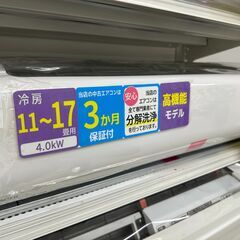 冷房
11～17
畳用
4.0kW
当店の中古エアコンは
3か月
保証付
安心
当店の
エアコンは
全て専門業者にて
分解洗浄
を行っております。
高機能
モデル